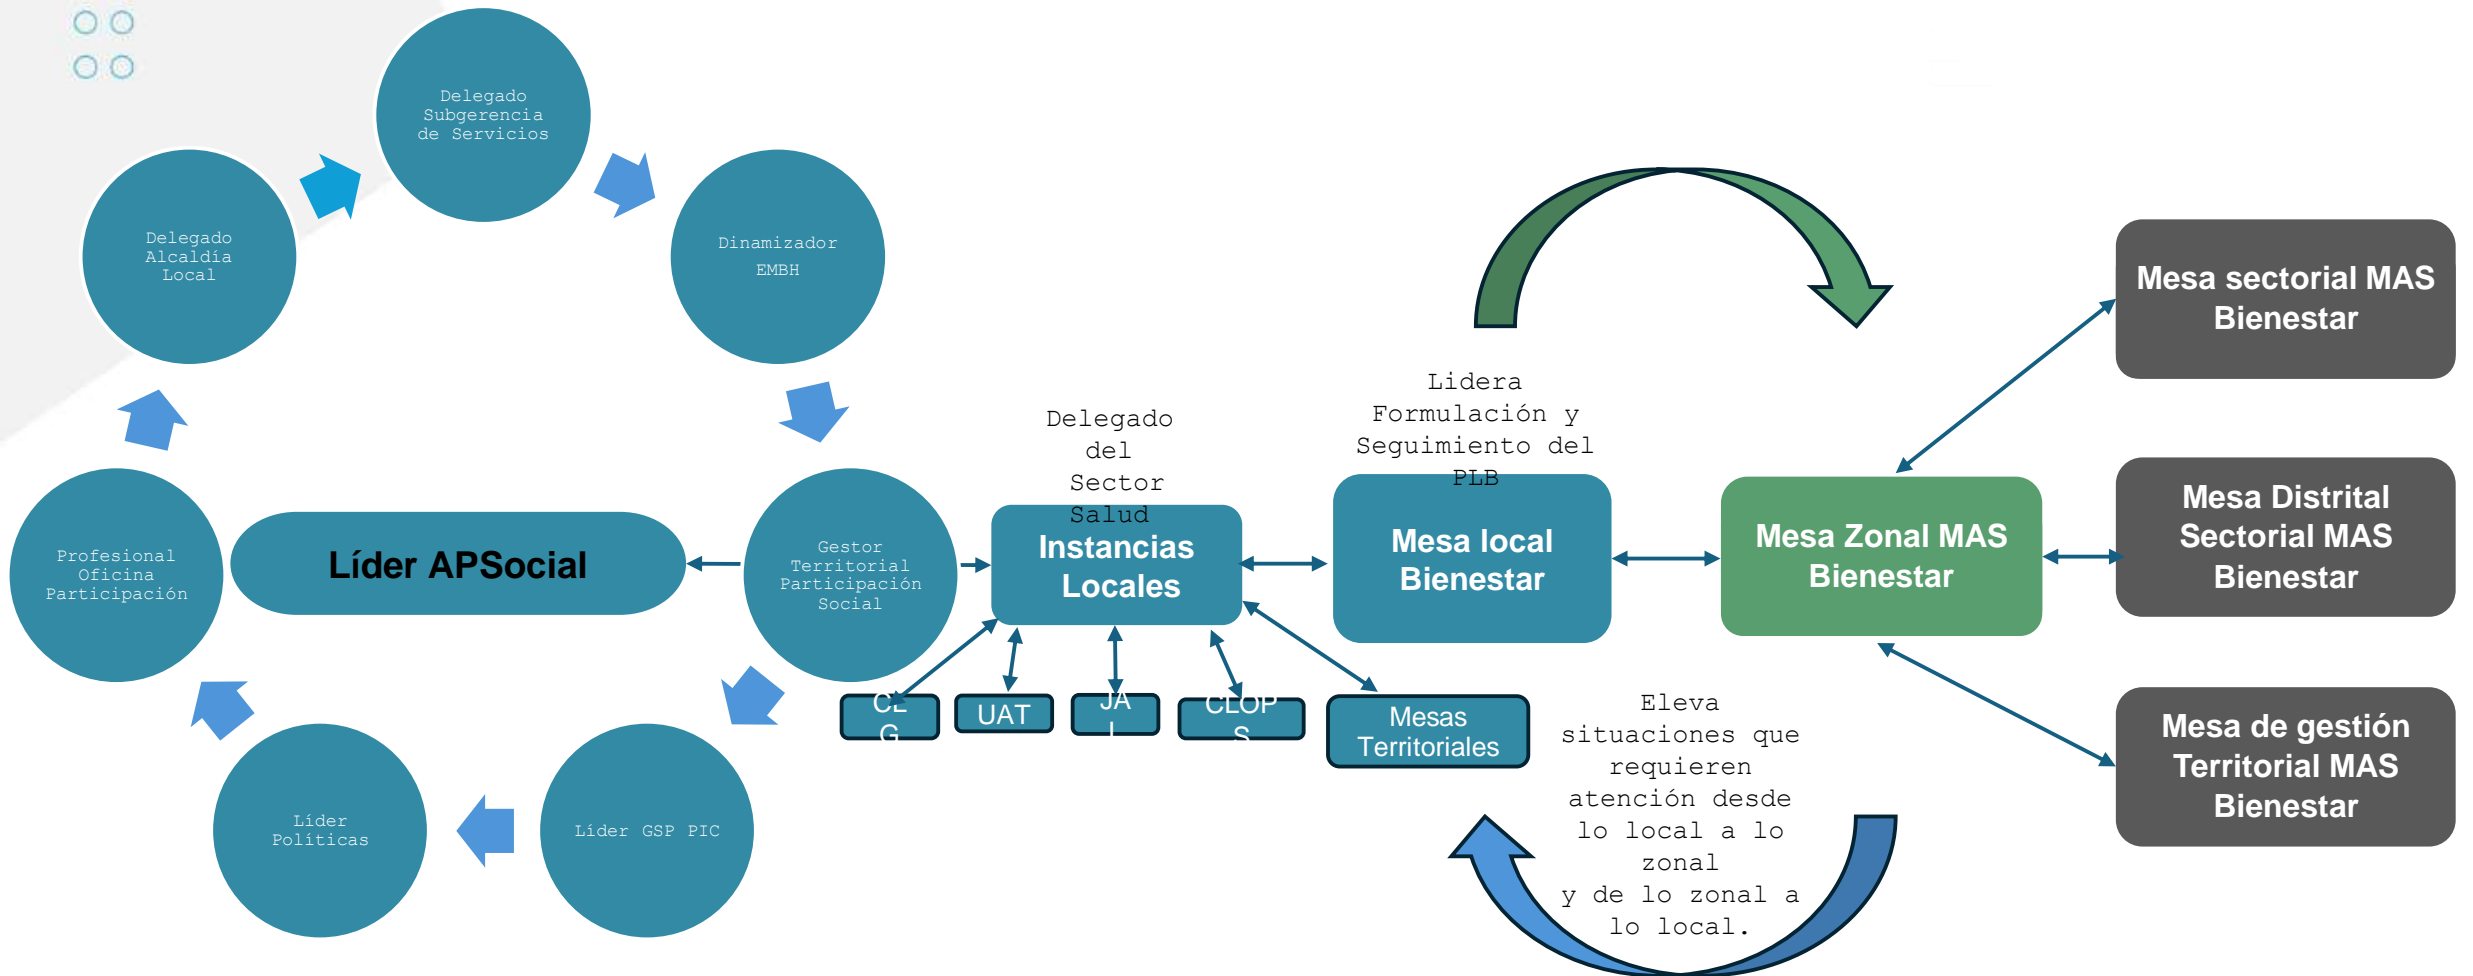 Delegado
Subgerencia
de Servicios
Dinamizador
EMBH
Gestor
Territorial
Participación
Social
Líder GSP PIC
Líder
Políticas
Profesional
Oficina
Participación
Delegado
Alcaldía
Local
Líder APSocial
Delegado
del
Sector
Salud
Instancias
Locales
CLG
UAT
JA
L
CLOP
S
Mesas
Territoriales
Lidera
Formulación y
Seguimiento del
PLB
Mesa local
Bienestar
Mesa Zonal MAS
Bienestar
Eleva
situaciones que
requieren
atención desde
lo local a lo
zonal
y de lo zonal a
lo local.
Mesa sectorial MAS
Bienestar
Mesa Distrital
Sectorial MAS
Bienestar
Mesa de gestión
Territorial MAS
Bienestar